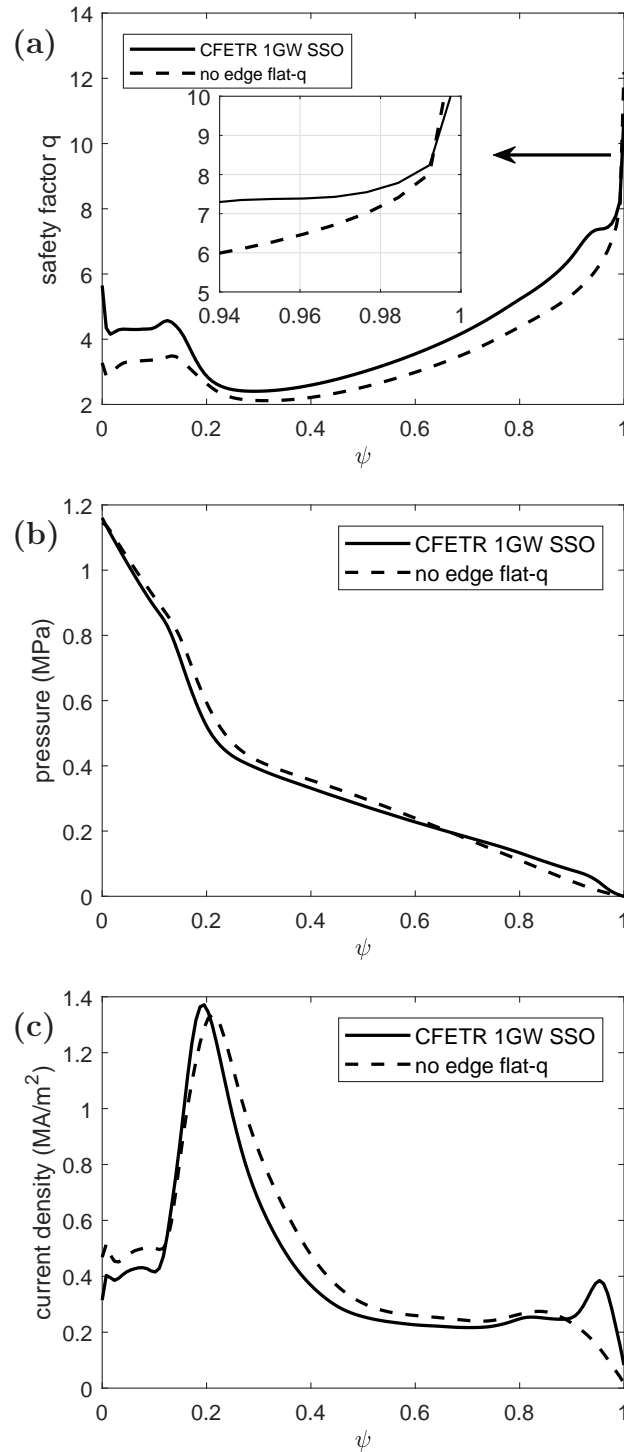 (a)
14
12
10
8
6
4
2
safety factor q
CFETR 1GW SSO
no edge flat-q
10
9
8
7
6
5
0.94 0.96 0.98 1
0 0.2 0.4 0.6 0.8 1
ψ
(b)
1.2
1
0.8
0.6
0.4
0.2
0
pressure (MPa)
CFETR 1GW SSO
no edge flat-q
0 0.2 0.4 0.6 0.8 1
ψ
(c)
1.4
1.2
1
0.8
0.6
0.4
0.2
0
current density (MA/m²)
CFETR 1GW SSO
no edge flat-q
0 0.2 0.4 0.6 0.8 1
ψ